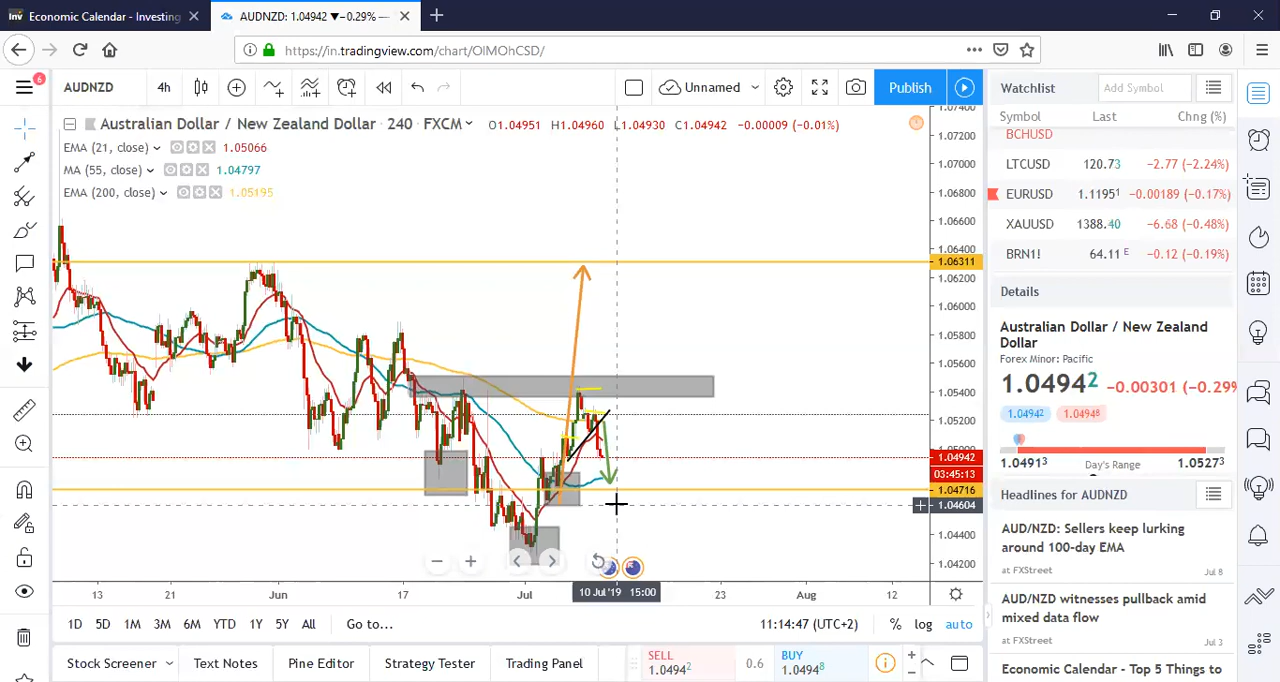 Economic Calendar - Investing
AUDNZD: 1.04942 ▼−0.29% —
https://in.tradingview.com/chart/OIMOhCSD/
6
AUDNZD
4h
Unnamed
Publish
Australian Dollar / New Zealand Dollar · 240 · FXCM
O1.04951 H1.04960 L1.04930 C1.04942 −0.00009 (−0.01%)
EMA (21, close) 1.05066
MA (55, close) 1.04797
EMA (200, close) 1.05195
1.07400
1.07200
1.07000
1.06800
1.06600
1.06400
1.06311
1.06200
1.06000
1.05800
1.05600
1.05400
1.05200
1.05000
1.04942
03:45:13
1.04716
1.04604
1.04400
1.04200
13 21 Jun 17 Jul 10 Jul '19 15:00 23 Aug 12
1D 5D 1M 3M 6M YTD 1Y 5Y All Go to... 11:14:47 (UTC+2) % log auto
Stock Screener Text Notes Pine Editor Strategy Tester Trading Panel
SELL
1.04942
0.6
BUY
1.04948
Watchlist
Add Symbol
Symbol Last Chng (%)
BCHUSD
LTCUSD 120.73 −2.77 (−2.24%)
EURUSD 1.11951 −0.00189 (−0.17%)
XAUUSD 1388.40 −6.68 (−0.48%)
BRN1! 64.11 E −0.12 (−0.19%)
Details
Australian Dollar / New Zealand
Dollar
Forex Minor: Pacific
1.04942 −0.00301 (−0.29%
1.04942 1.04948
1.04913 Day's Range 1.05273
Headlines for AUDNZD
AUD/NZD: Sellers keep lurking
around 100-day EMA
at FXStreet Jul 8
AUD/NZD witnesses pullback amid
mixed data flow
at FXStreet Jul 3
Economic Calendar - Top 5 Things to